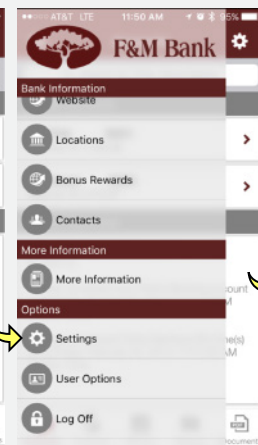 AT&T LTE 11:50 AM 95%
F&M Bank
Bank Information
Website
Locations
Bonus Rewards
Contacts
More Information
More Information
Options
Settings
User Options
Log Off